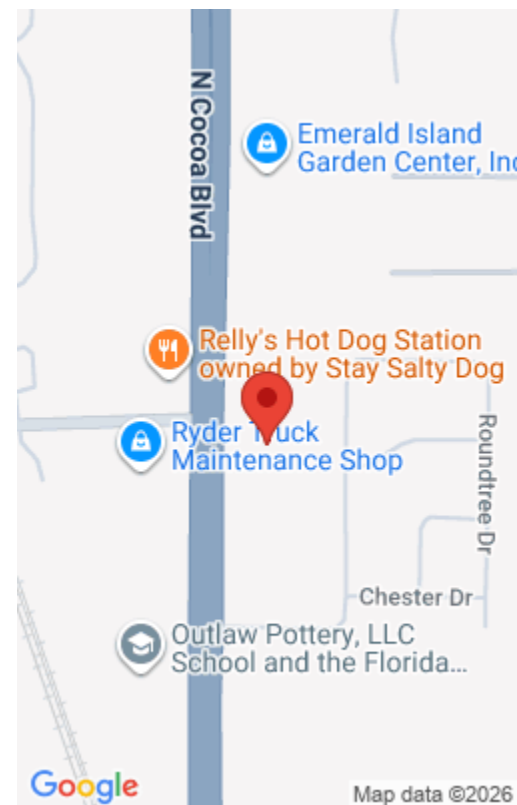 N Cocoa Blvd
Emerald Island
Garden Center, Inc
Relly's Hot Dog Station
owned by Stay Salty Dog
Ryder Truck
Maintenance Shop
Roundtree Dr
Chester Dr
Outlaw Pottery, LLC
School and the Florida...
Google
Map data ©2026